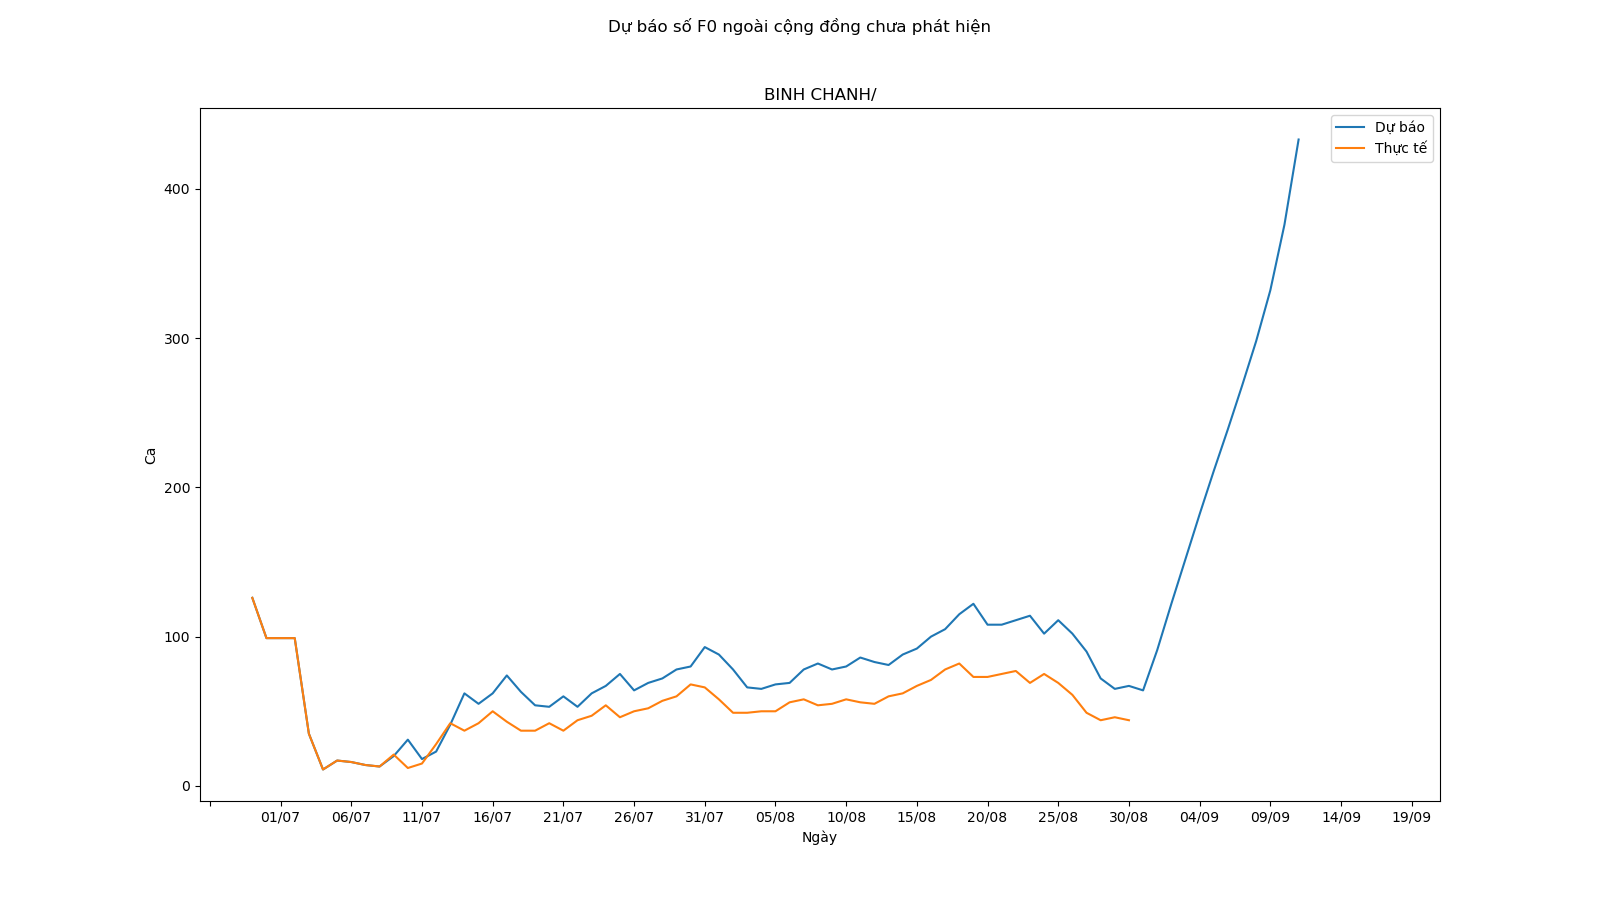 Dự báo số F0 ngoài cộng đồng chưa phát hiện
BINH CHANH/
Dự báo
Thực tế
400
300
200
100
0
Ca
01/07 06/07 11/07 16/07 21/07 26/07 31/07 05/08 10/08 15/08 20/08 25/08 30/08 04/09 09/09 14/09 19/09
Ngày